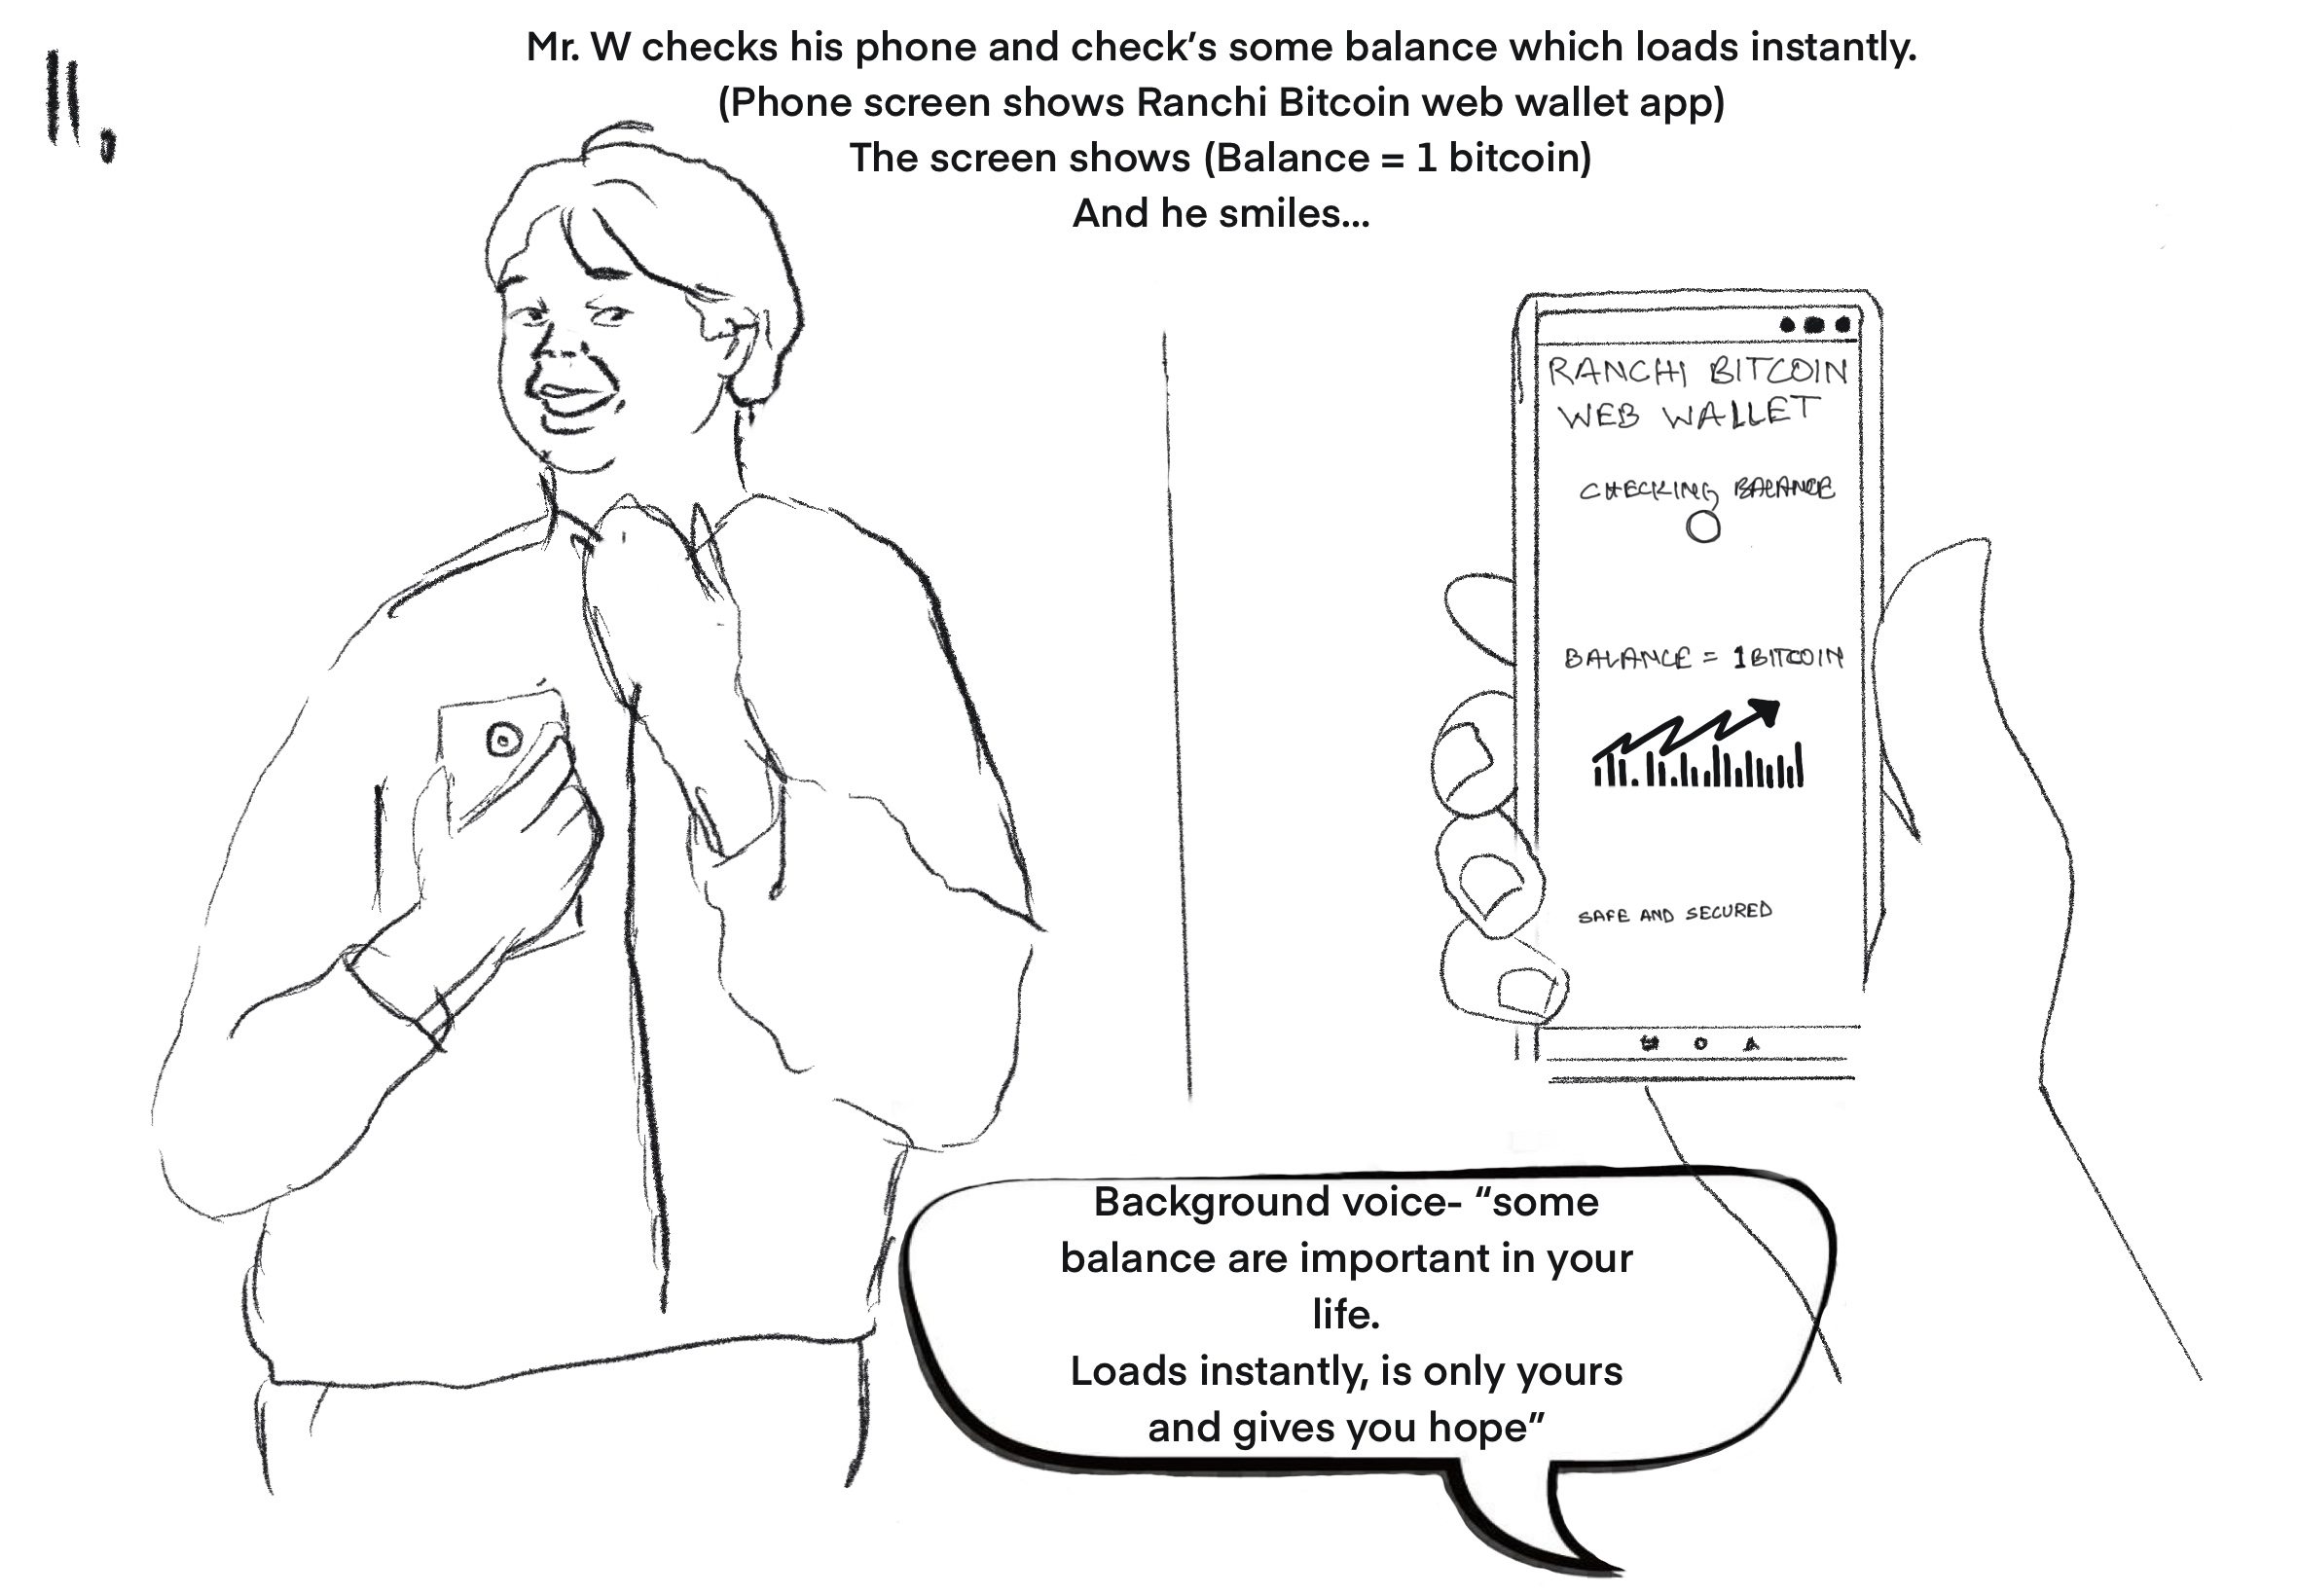 11.
Mr. W checks his phone and check’s some balance which loads instantly.
(Phone screen shows Ranchi Bitcoin web wallet app)
The screen shows (Balance = 1 bitcoin)
And he smiles...
RANCHI BITCOIN
WEB WALLET
CHECKING BALANCE
BALANCE = 1 BITCOIN
SAFE AND SECURED
Background voice- “some
balance are important in your
life.
Loads instantly, is only yours
and gives you hope”